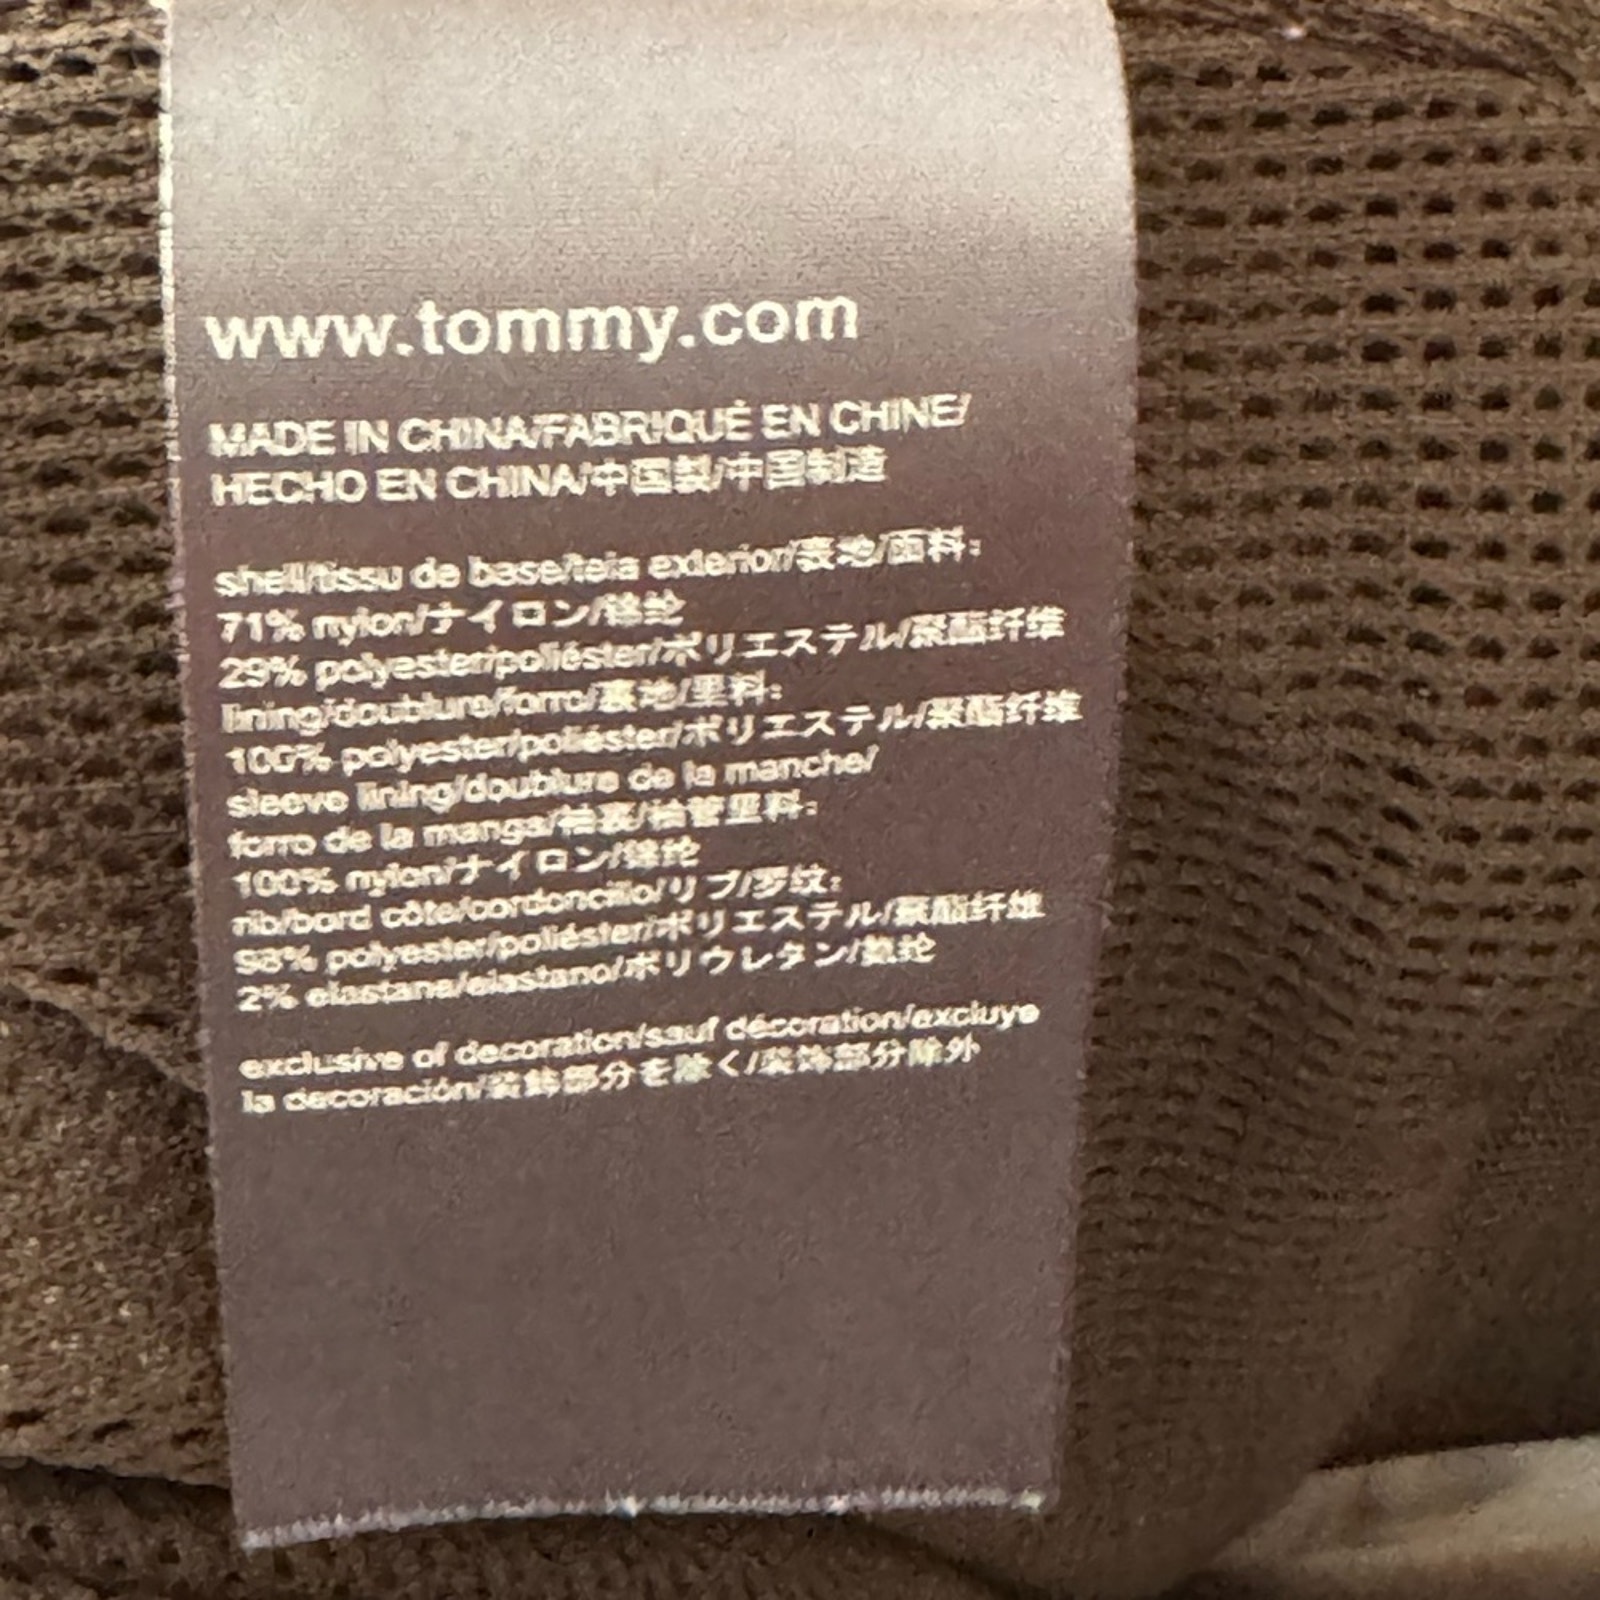 www.tommy.com
MADE IN CHINA/FABRIQUÉ EN CHINE/
HECHO EN CHINA/中国製/中国制造
shell/tissu de base/tela exterior/表地/面料:
71% nylon/ナイロン/锦纶
29% polyester/poliéster/ポリエステル/聚酯纤维
lining/doublure/forro/裏地/里料:
100% polyester/poliéster/ポリエステル/聚酯纤维
sleeve lining/doublure de la manche/
forro de la manga/袖裏/袖管里料:
100% nylon/ナイロン/锦纶
rib/bord côte/cordoncillo/リブ/罗纹:
98% polyester/poliéster/ポリエステル/聚酯纤维
2% elastane/elastano/ポリウレタン/氨纶
exclusive of decoration/sauf décoration/excluye
la decoración/装飾部分を除く/装饰部分除外